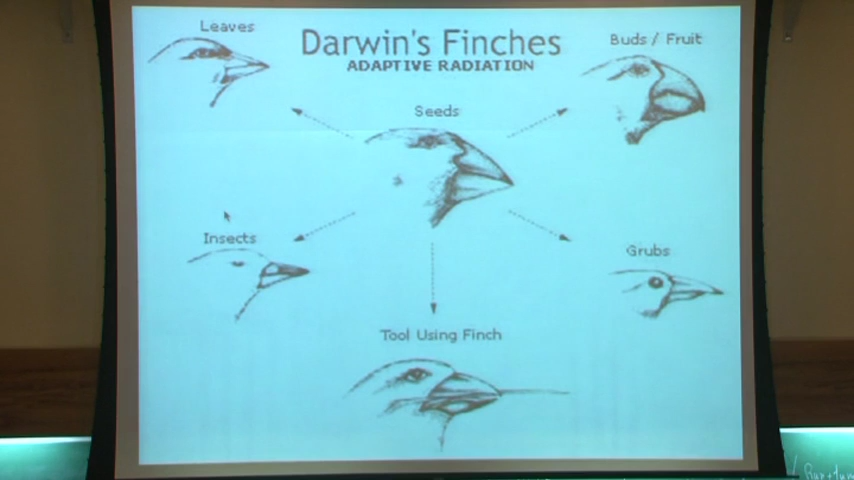 Darwin's Finches
ADAPTIVE RADIATION
Leaves
Buds / Fruit
Seeds
Insects
Grubs
Tool Using Finch